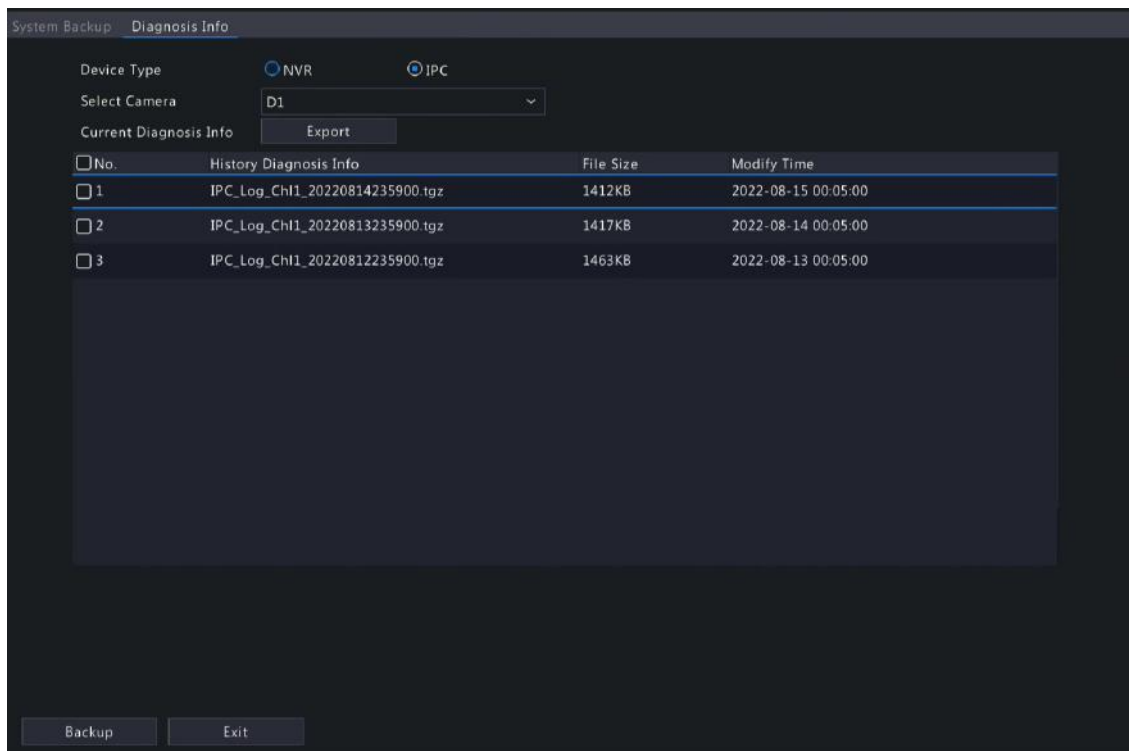 System Backup Diagnosis Info
Device Type NVR IPC
Select Camera D1
Current Diagnosis Info Export
No. History Diagnosis Info File Size Modify Time
1 IPC_Log_Chl1_20220814235900.tgz 1412KB 2022-08-15 00:05:00
2 IPC_Log_Chl1_20220813235900.tgz 1417KB 2022-08-14 00:05:00
3 IPC_Log_Chl1_20220812235900.tgz 1463KB 2022-08-13 00:05:00
Backup Exit